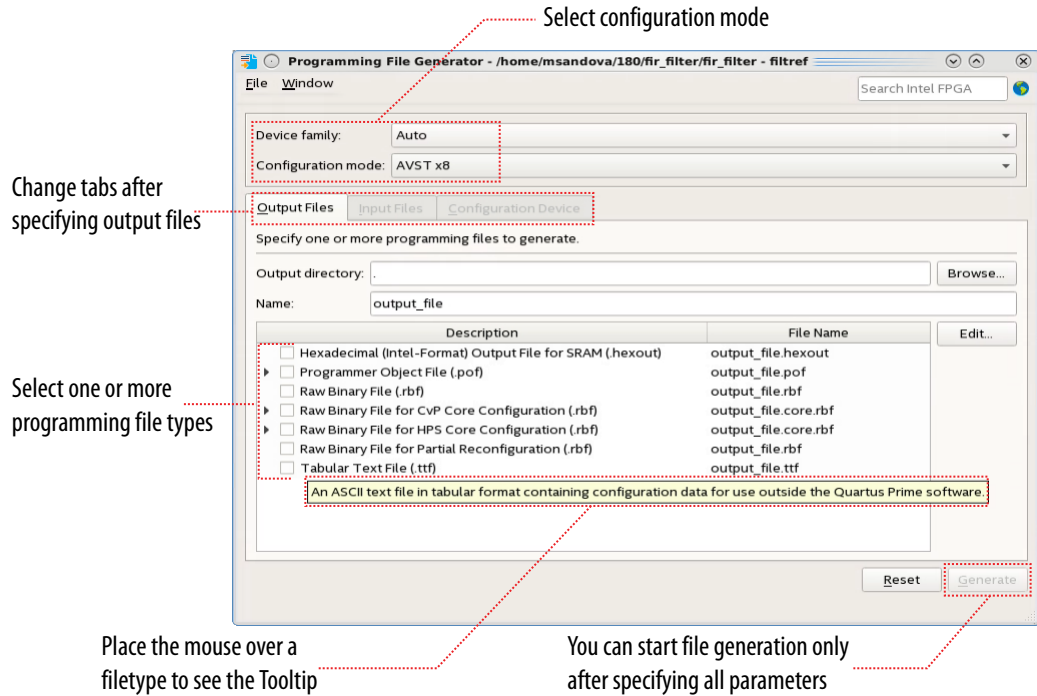 Select configuration mode
Programming File Generator - /home/msandova/180/fir_filter/fir_filter - filtref
File Window
Search Intel FPGA
Device family: Auto
Configuration mode: AVST x8
Change tabs after
specifying output files
Output Files Input Files Configuration Device
Specify one or more programming files to generate.
Output directory: . Browse...
Name: output_file
Description File Name Edit...
Hexadecimal (Intel-Format) Output File for SRAM (.hexout) output_file.hexout
Programmer Object File (.pof) output_file.pof
Raw Binary File (.rbf) output_file.rbf
Raw Binary File for CvP Core Configuration (.rbf) output_file.core.rbf
Raw Binary File for HPS Core Configuration (.rbf) output_file.core.rbf
Raw Binary File for Partial Reconfiguration (.rbf) output_file.rbf
Tabular Text File (.ttf) output_file.ttf
Select one or more
programming file types
An ASCII text file in tabular format containing configuration data for use outside the Quartus Prime software.
Reset Generate
Place the mouse over a
filetype to see the Tooltip
You can start file generation only
after specifying all parameters